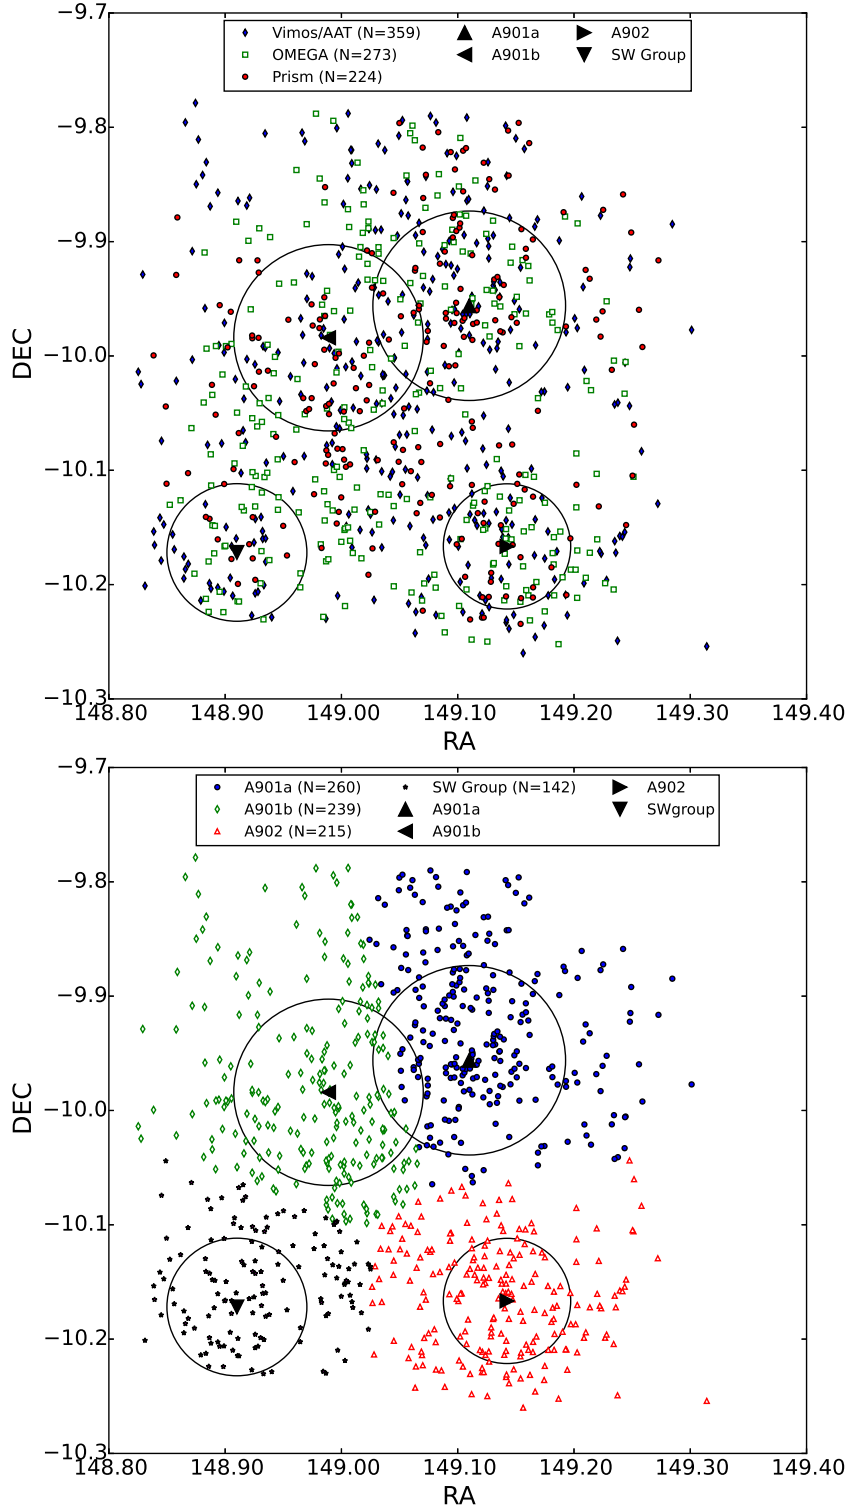 −9.7
Vimos/AAT (N=359) A901a A902
OMEGA (N=273) A901b SW Group
Prism (N=224)
−9.8
−9.9
−10.0
−10.1
−10.2
−10.3
DEC
148.80 148.90 149.00 149.10 149.20 149.30 149.40
RA
−9.7
A901a (N=260) SW Group (N=142) A902
A901b (N=239) A901a SWgroup
A902 (N=215) A901b
−9.8
−9.9
−10.0
−10.1
−10.2
−10.3
DEC
148.80 148.90 149.00 149.10 149.20 149.30 149.40
RA